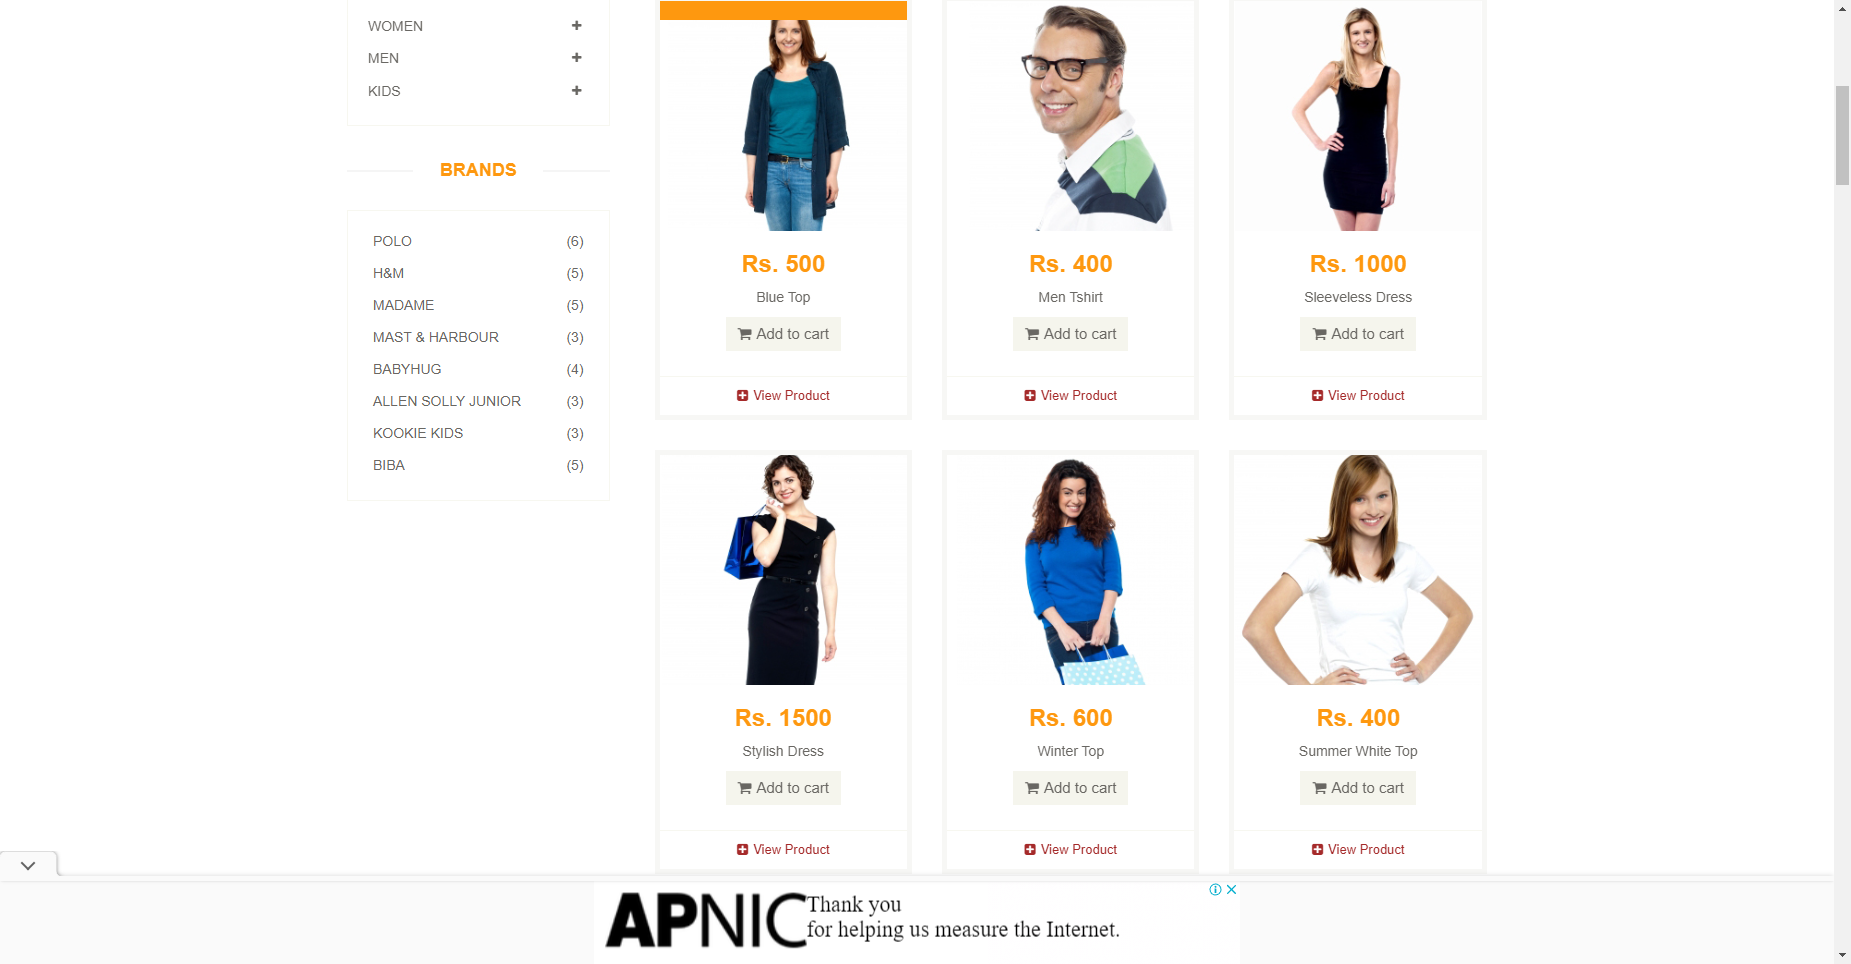 WOMEN
MEN
KIDS
BRANDS
POLO (6)
H&M (5)
MADAME (5)
MAST & HARBOUR (3)
BABYHUG (4)
ALLEN SOLLY JUNIOR (3)
KOOKIE KIDS (3)
BIBA (5)
Rs. 500
Blue Top
Add to cart
View Product
Rs. 400
Men Tshirt
Add to cart
View Product
Rs. 1000
Sleeveless Dress
Add to cart
View Product
Rs. 1500
Stylish Dress
Add to cart
View Product
Rs. 600
Winter Top
Add to cart
View Product
Rs. 400
Summer White Top
Add to cart
View Product
APNIC
Thank you
for helping us measure the Internet.